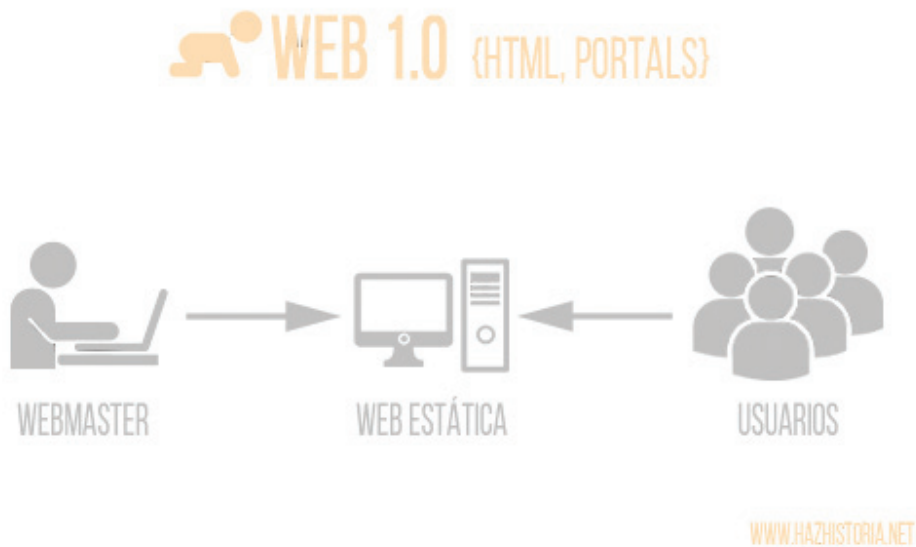 WEB 1.0 {HTML, PORTALS}
WEBMASTER
WEB ESTÁTICA
USUARIOS
WWW.HAZHISTORIA.NET